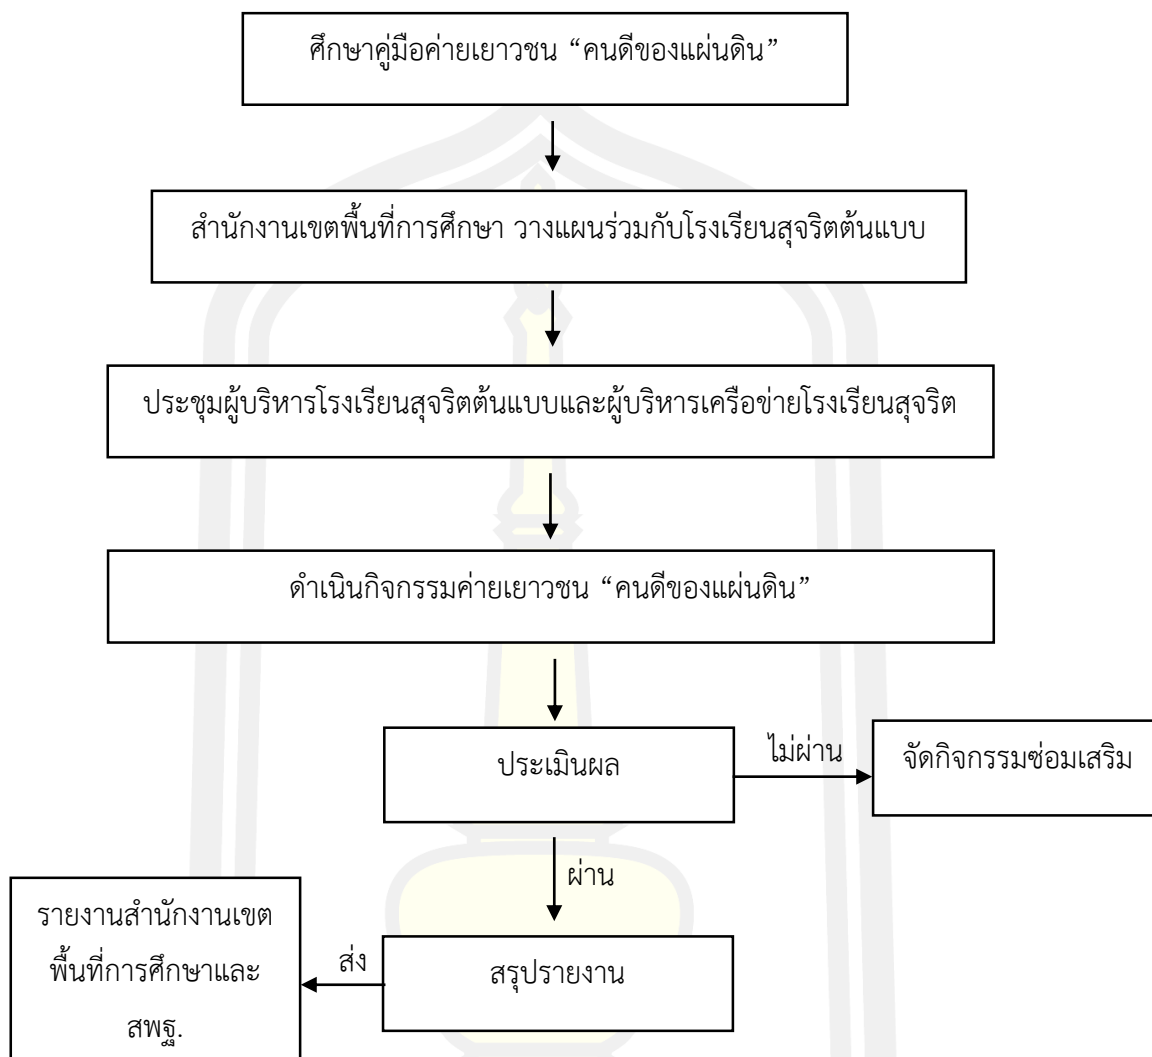 ศึกษาคู่มือค่ายเยาวชน “คนดีของแผ่นดิน”
สำนักงานเขตพื้นที่การศึกษา วางแผนร่วมกับโรงเรียนสุจริตต้นแบบ
ประชุมผู้บริหารโรงเรียนสุจริตต้นแบบและผู้บริหารเครือข่ายโรงเรียนสุจริต
ดำเนินกิจกรรมค่ายเยาวชน “คนดีของแผ่นดิน”
ประเมินผล
ไม่ผ่าน
จัดกิจกรรมซ่อมเสริม
ผ่าน
สรุปรายงาน
ส่ง
รายงานสำนักงานเขต
พื้นที่การศึกษาและ
สพฐ.